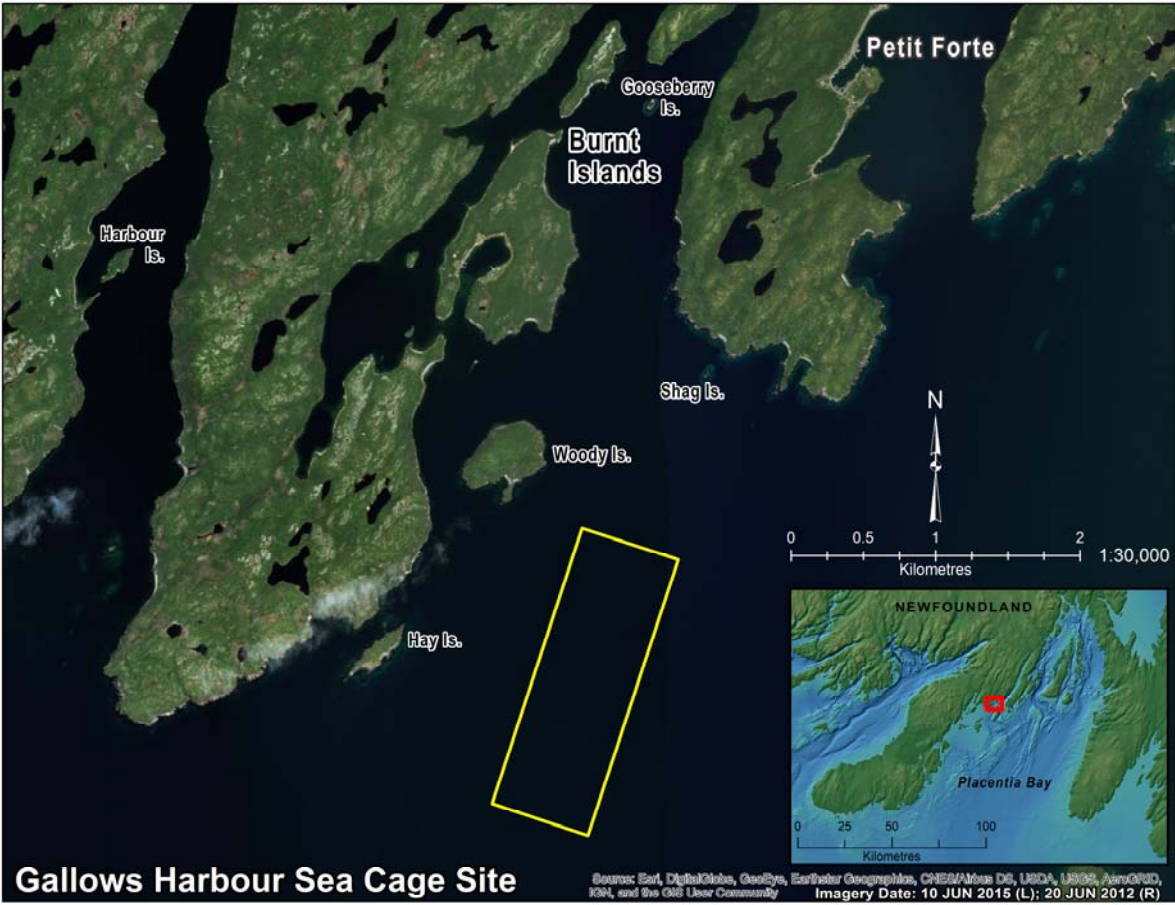 Petit Forte
Gooseberry
Is.
Burnt
Islands
Harbour
Is.
Shag Is.
N
Woody Is.
0 0.5 1 2
1:30,000
Kilometres
NEWFOUNDLAND
Hay Is.
Placentia Bay
0 25 50 100
Kilometres
Gallows Harbour Sea Cage Site
Source: Esri, DigitalGlobe, GeoEye, Earthstar Geographics, CNES/Airbus DS, USDA, USGS, AeroGRID,
IGN, and the GIS User Community
Imagery Date: 10 JUN 2015 (L); 20 JUN 2012 (R)